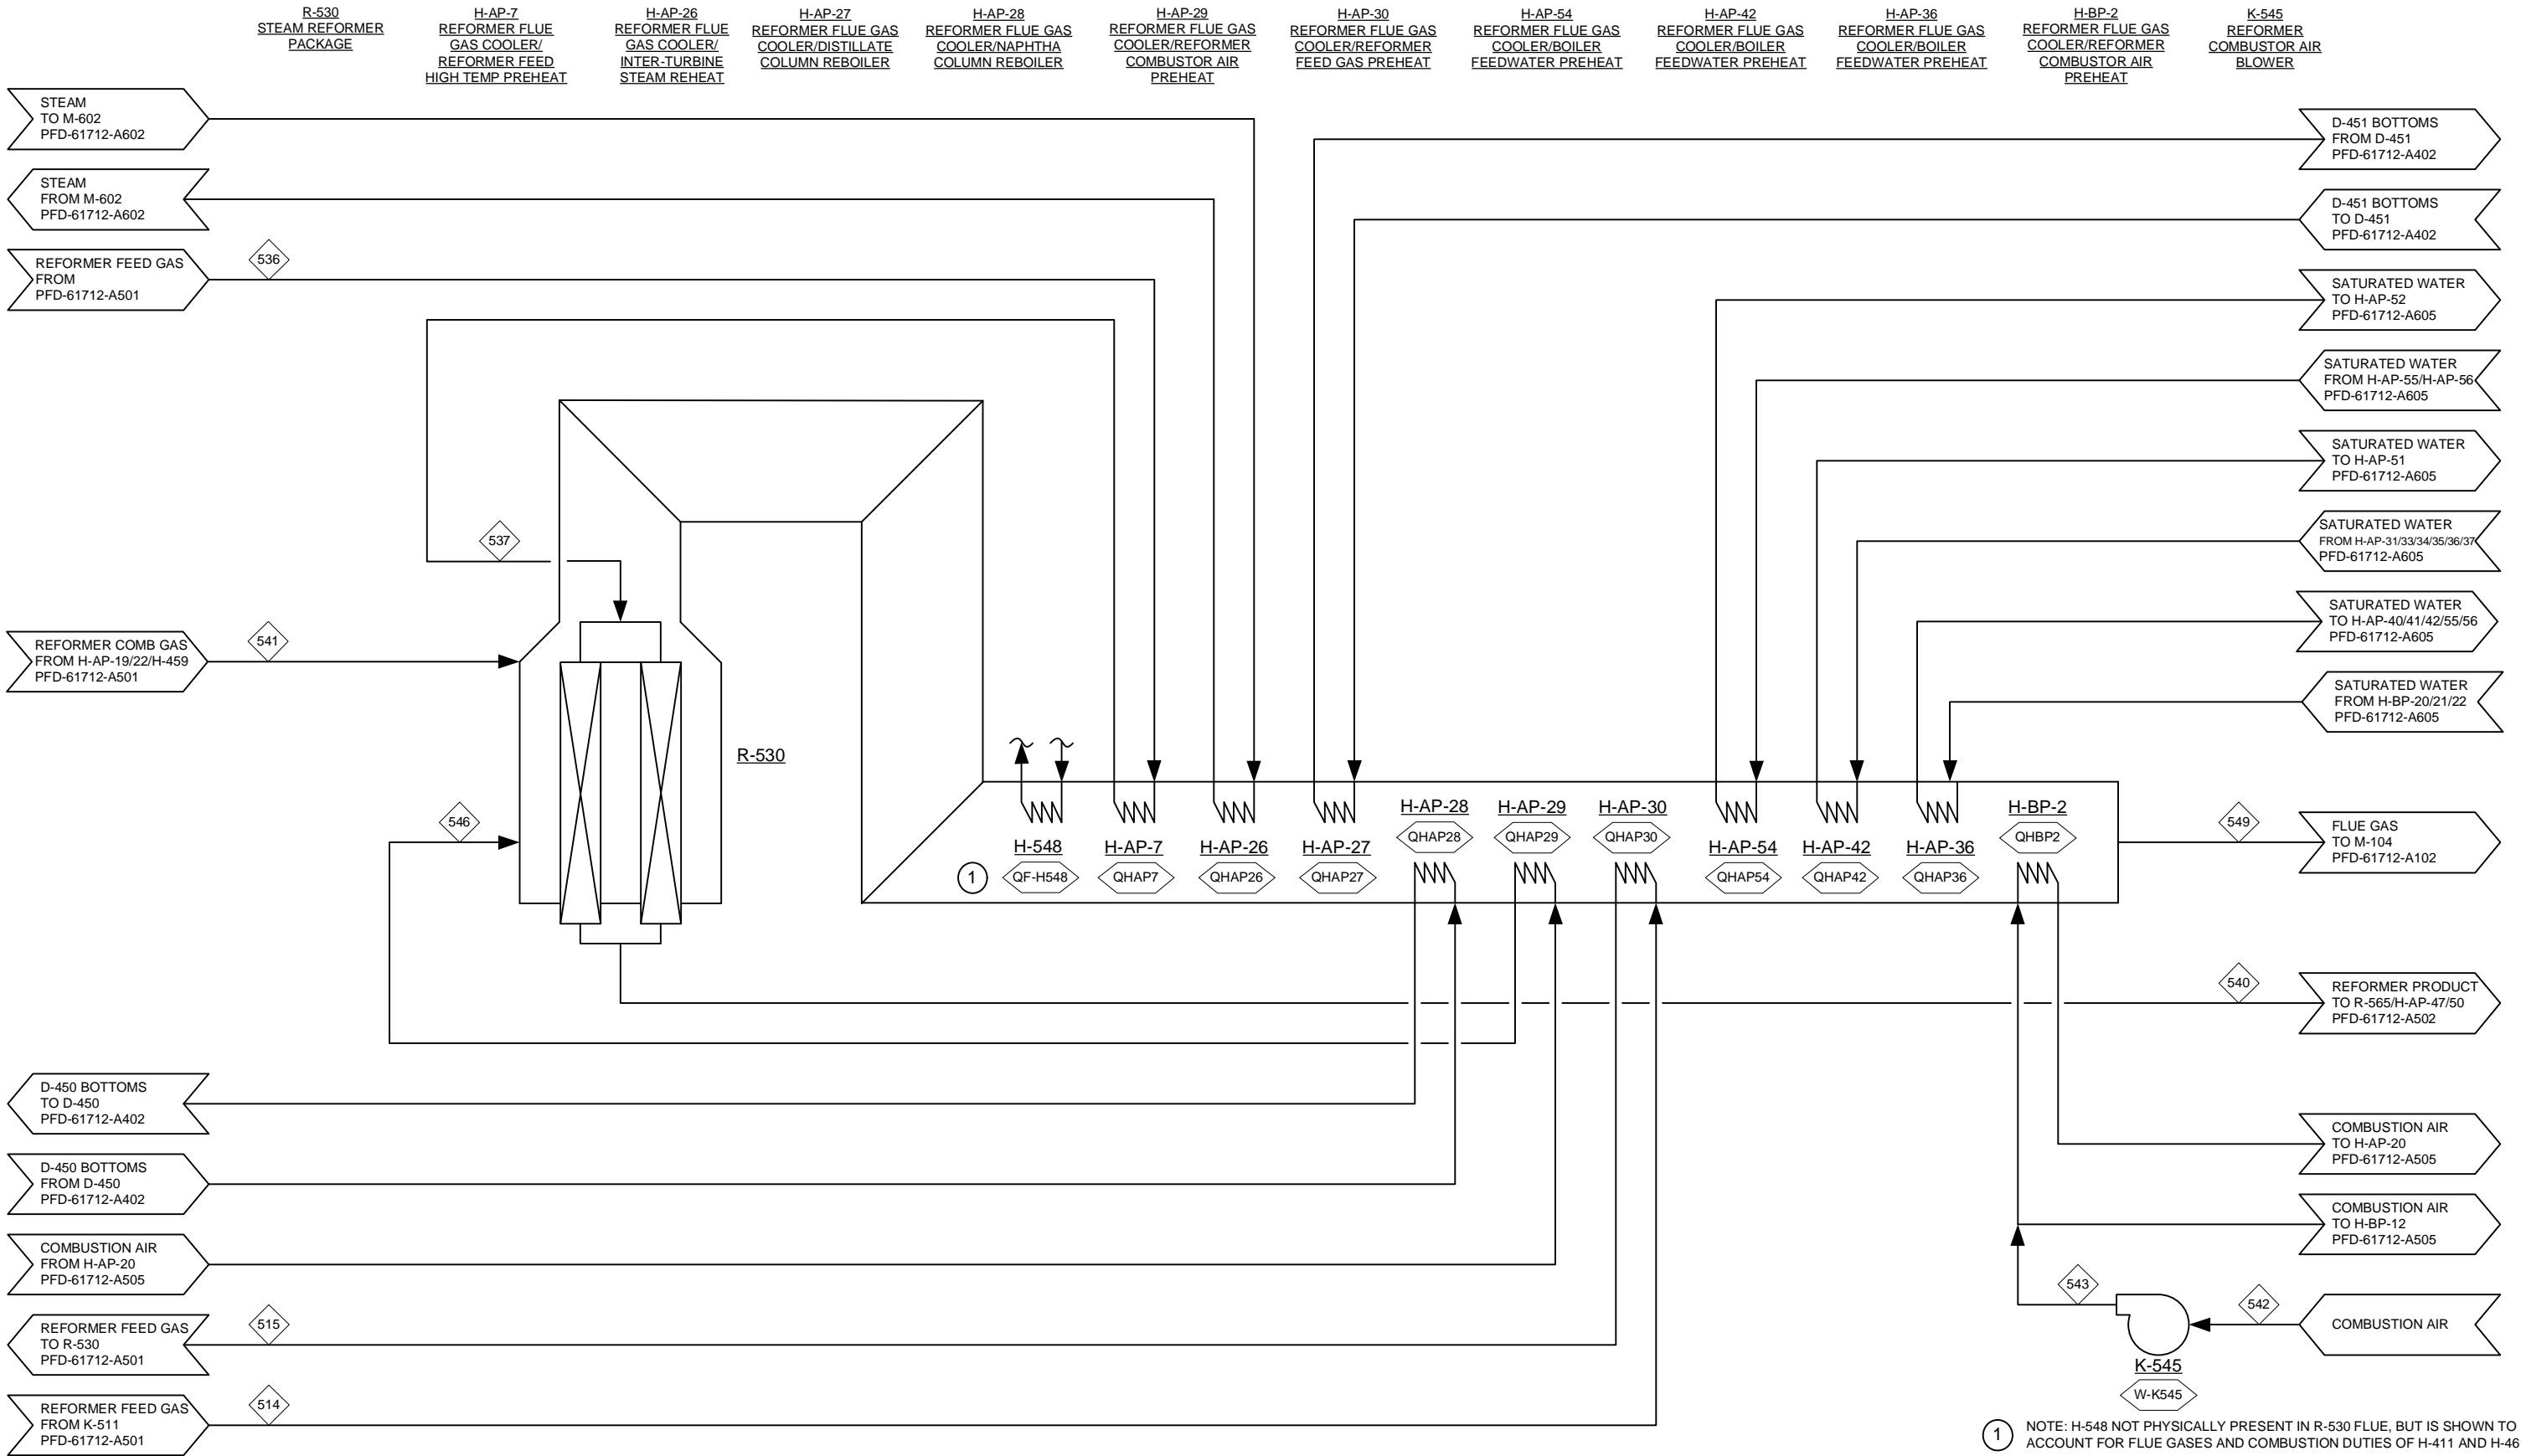 R-530
STEAM REFORMER
PACKAGE
H-AP-7
REFORMER FLUE
GAS COOLER/
REFORMER FEED
HIGH TEMP PREHEAT
H-AP-26
REFORMER FLUE
GAS COOLER/
INTER-TURBINE
STEAM REHEAT
H-AP-27
REFORMER FLUE GAS
COOLER/DISTILLATE
COLUMN REBOILER
H-AP-28
REFORMER FLUE GAS
COOLER/NAPHTHA
COLUMN REBOILER
H-AP-29
REFORMER FLUE GAS
COOLER/REFORMER
COMBUSTOR AIR
PREHEAT
H-AP-30
REFORMER FLUE GAS
COOLER/REFORMER
FEED GAS PREHEAT
H-AP-54
REFORMER FLUE GAS
COOLER/BOILER
FEEDWATER PREHEAT
H-AP-42
REFORMER FLUE GAS
COOLER/BOILER
FEEDWATER PREHEAT
H-AP-36
REFORMER FLUE GAS
COOLER/BOILER
FEEDWATER PREHEAT
H-BP-2
REFORMER FLUE GAS
COOLER/REFORMER
COMBUSTOR AIR
PREHEAT
K-545
REFORMER
COMBUSTOR AIR
BLOWER
STEAM
TO M-602
PFD-61712-A602
STEAM
FROM M-602
PFD-61712-A602
REFORMER FEED GAS
FROM
PFD-61712-A501
536
537
REFORMER COMB GAS
FROM H-AP-19/22/H-459
PFD-61712-A501
541
546
R-530
D-451 BOTTOMS
FROM D-451
PFD-61712-A402
D-451 BOTTOMS
TO D-451
PFD-61712-A402
SATURATED WATER
TO H-AP-52
PFD-61712-A605
SATURATED WATER
FROM H-AP-55/H-AP-56
PFD-61712-A605
SATURATED WATER
TO H-AP-51
PFD-61712-A605
SATURATED WATER
FROM H-AP-31/33/34/35/36/37
PFD-61712-A605
SATURATED WATER
TO H-AP-40/41/42/55/56
PFD-61712-A605
SATURATED WATER
FROM H-BP-20/21/22
PFD-61712-A605
1
H-548
QF-H548
H-AP-7
QHAP7
H-AP-26
QHAP26
H-AP-27
QHAP27
H-AP-28
QHAP28
H-AP-29
QHAP29
H-AP-30
QHAP30
H-AP-54
QHAP54
H-AP-42
QHAP42
H-AP-36
QHAP36
H-BP-2
QHBP2
549
FLUE GAS
TO M-104
PFD-61712-A102
540
REFORMER PRODUCT
TO R-565/H-AP-47/50
PFD-61712-A502
D-450 BOTTOMS
TO D-450
PFD-61712-A402
D-450 BOTTOMS
FROM D-450
PFD-61712-A402
COMBUSTION AIR
FROM H-AP-20
PFD-61712-A505
REFORMER FEED GAS
TO R-530
PFD-61712-A501
515
REFORMER FEED GAS
FROM K-511
PFD-61712-A501
514
COMBUSTION AIR
TO H-AP-20
PFD-61712-A505
COMBUSTION AIR
TO H-BP-12
PFD-61712-A505
543
542
COMBUSTION AIR
K-545
W-K545
1
NOTE: H-548 NOT PHYSICALLY PRESENT IN R-530 FLUE, BUT IS SHOWN TO
ACCOUNT FOR FLUE GASES AND COMBUSTION DUTIES OF H-411 AND H-46